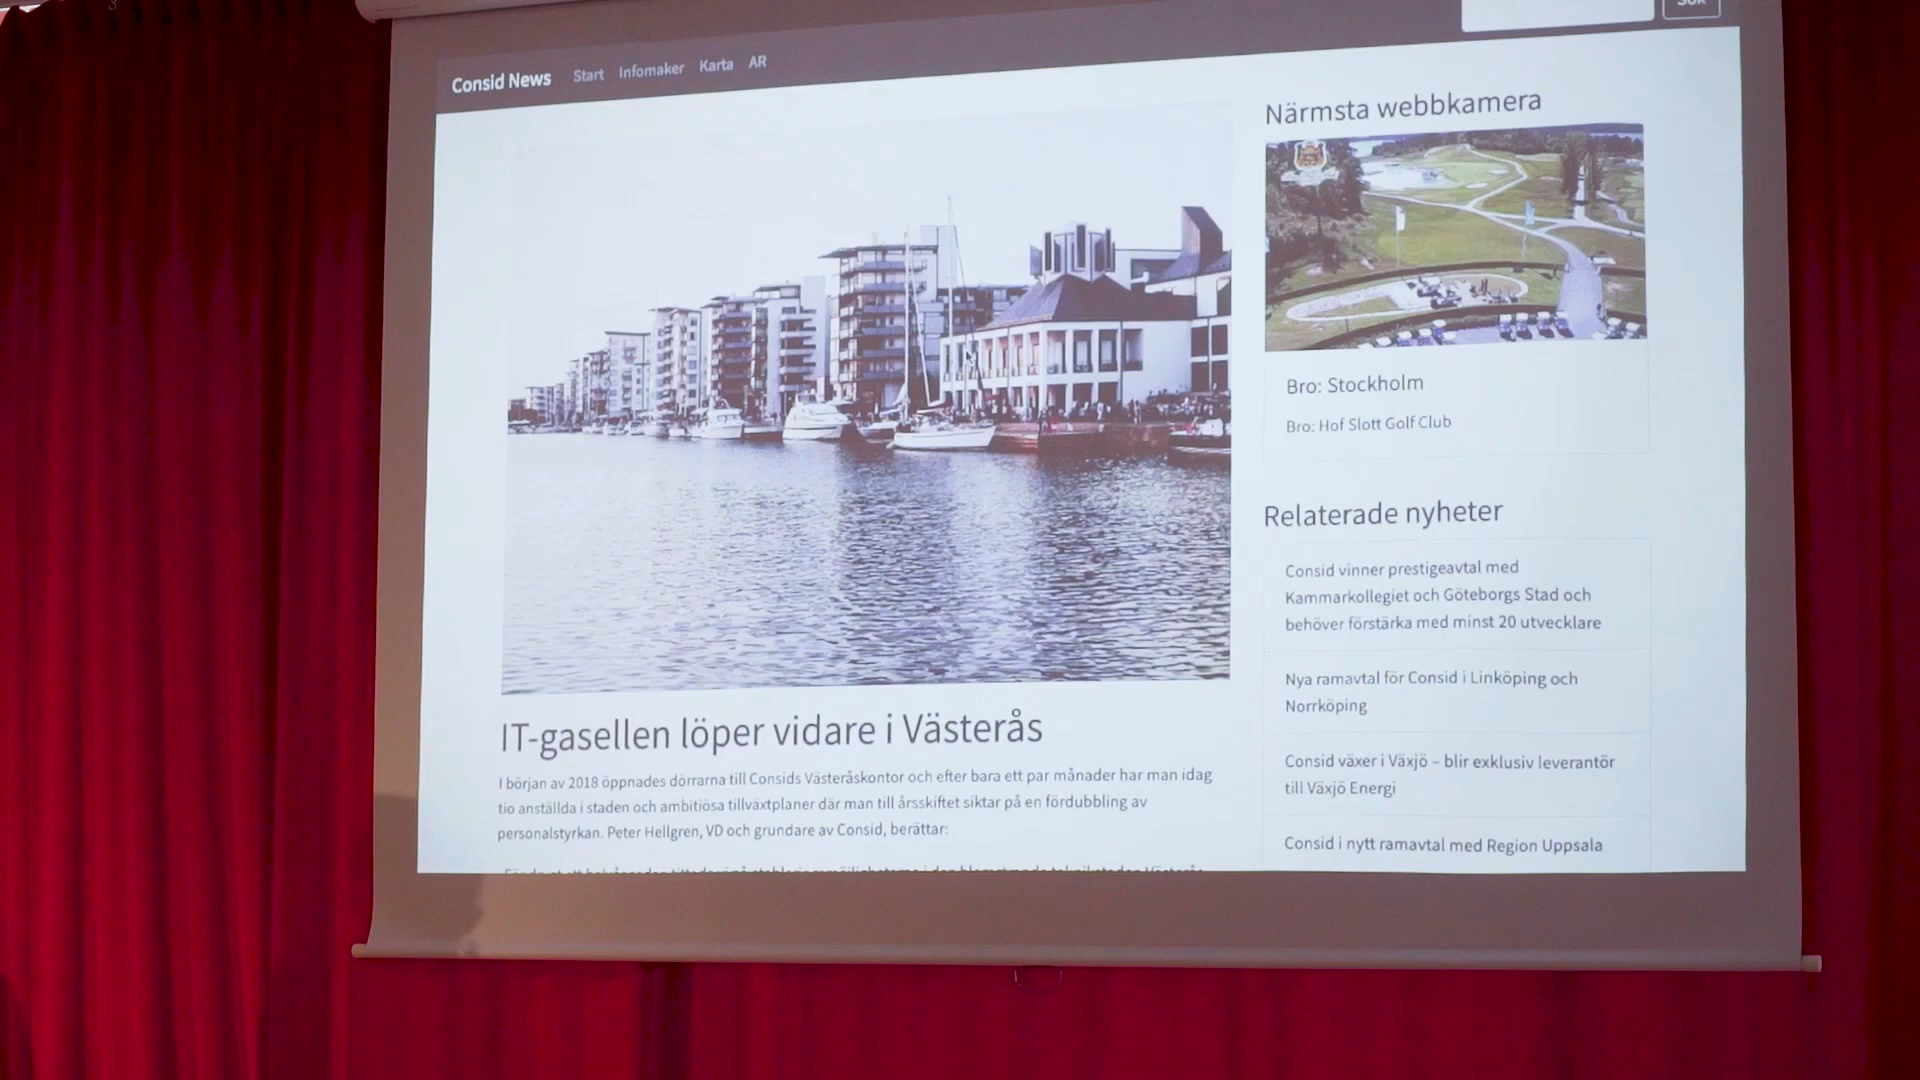 Sök
Consid News Start Infomaker Karta AR
Närmsta webbkamera
Bro: Stockholm
Bro: Hof Slott Golf Club
Relaterade nyheter
Consid vinner prestigeavtal med
Kammarkollegiet och Göteborgs Stad och
behöver förstärka med minst 20 utvecklare
Nya ramavtal för Consid i Linköping och
Norrköping
Consid växer i Växjö – blir exklusiv leverantör
till Växjö Energi
Consid i nytt ramavtal med Region Uppsala
IT-gasellen löper vidare i Västerås
I början av 2018 öppnades dörrarna till Consids Västeråskontor och efter bara ett par månader har man idag
tio anställda i staden och ambitiösa tillväxtplaner där man till årsskiftet siktar på en fördubbling av
personalstyrkan. Peter Hellgren, VD och grundare av Consid, berättar: